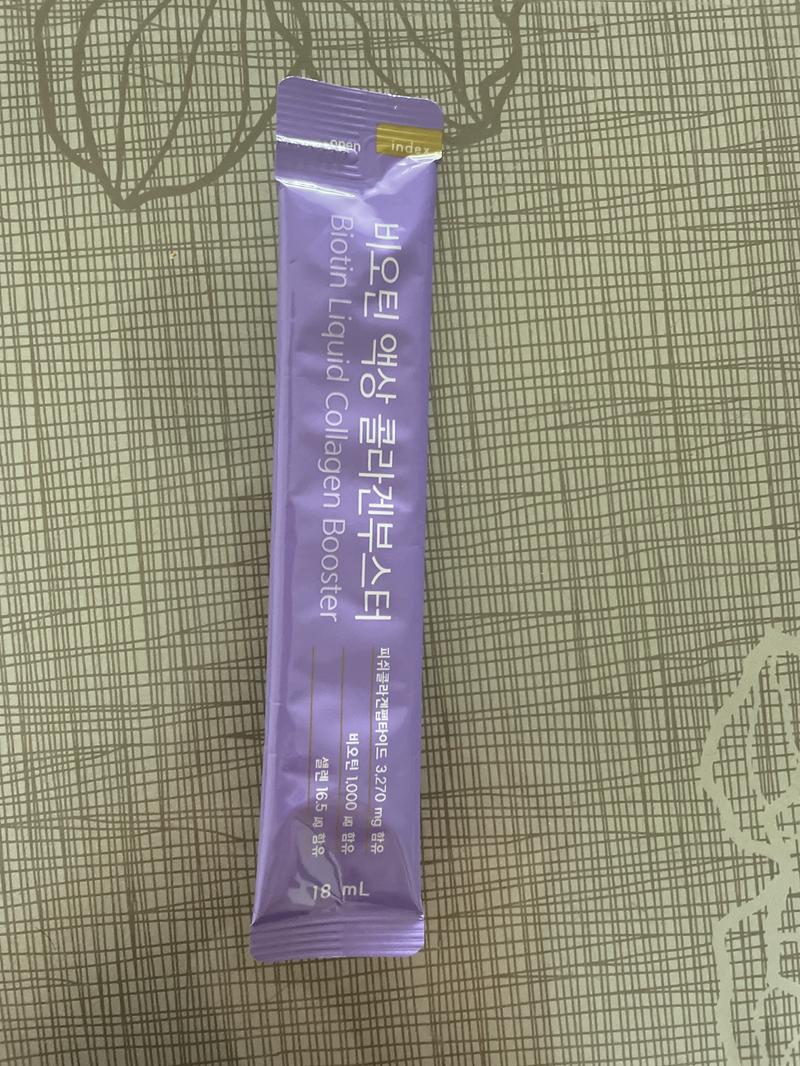 open
index
비오틴 액상 콜라겐부스터
Biotin Liquid Collagen Booster
피쉬콜라겐펩타이드 3,270 mg 함유
비오틴 1,000 ㎍ 함유
셀렌 16.5 ㎍ 함유
18 mL